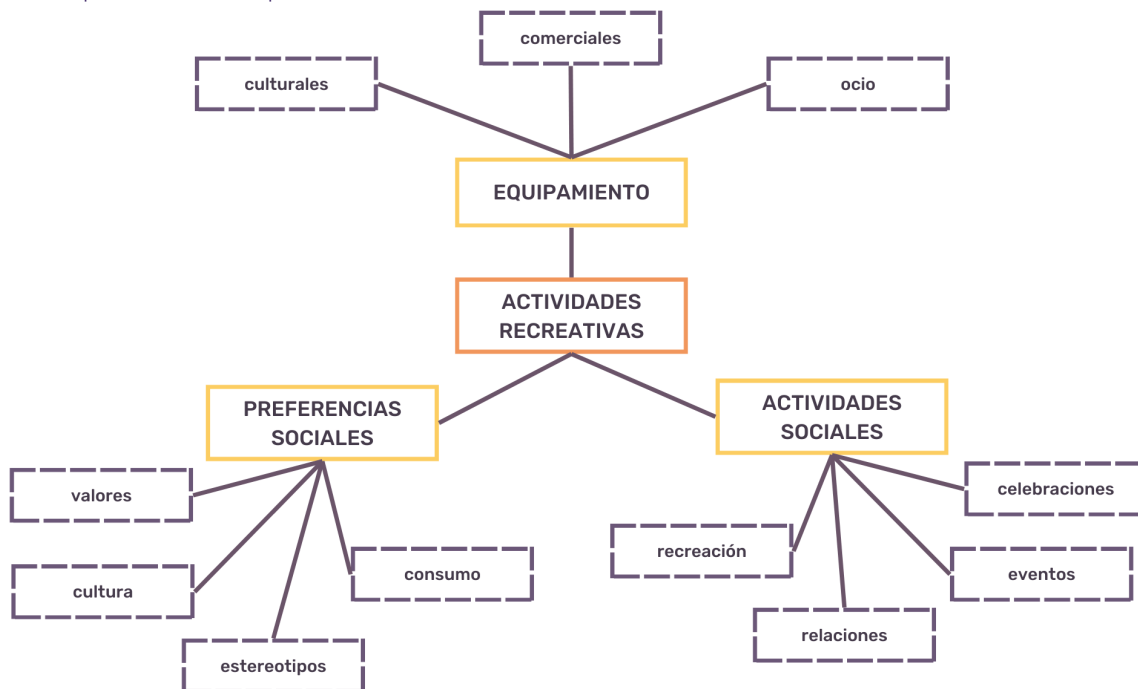 comerciales
culturales
ocio
EQUIPAMIENTO
ACTIVIDADES
RECREATIVAS
PREFERENCIAS
SOCIALES
ACTIVIDADES
SOCIALES
valores
celebraciones
recreación
consumo
eventos
cultura
relaciones
estereotipos